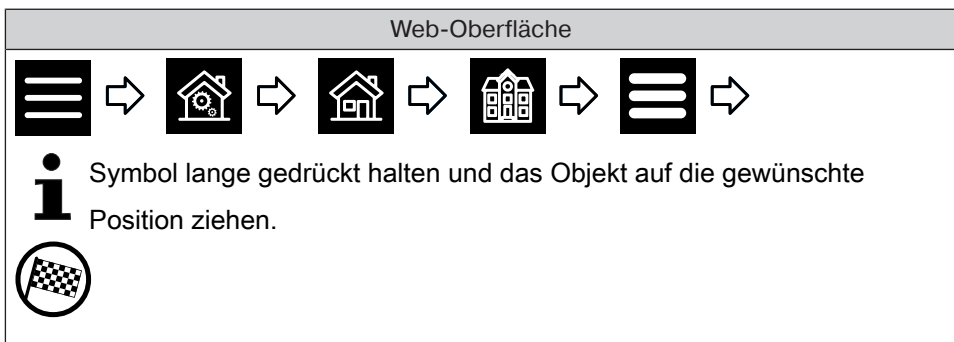 Web-Oberfläche
Symbol lange gedrückt halten und das Objekt auf die gewünschte
Position ziehen.